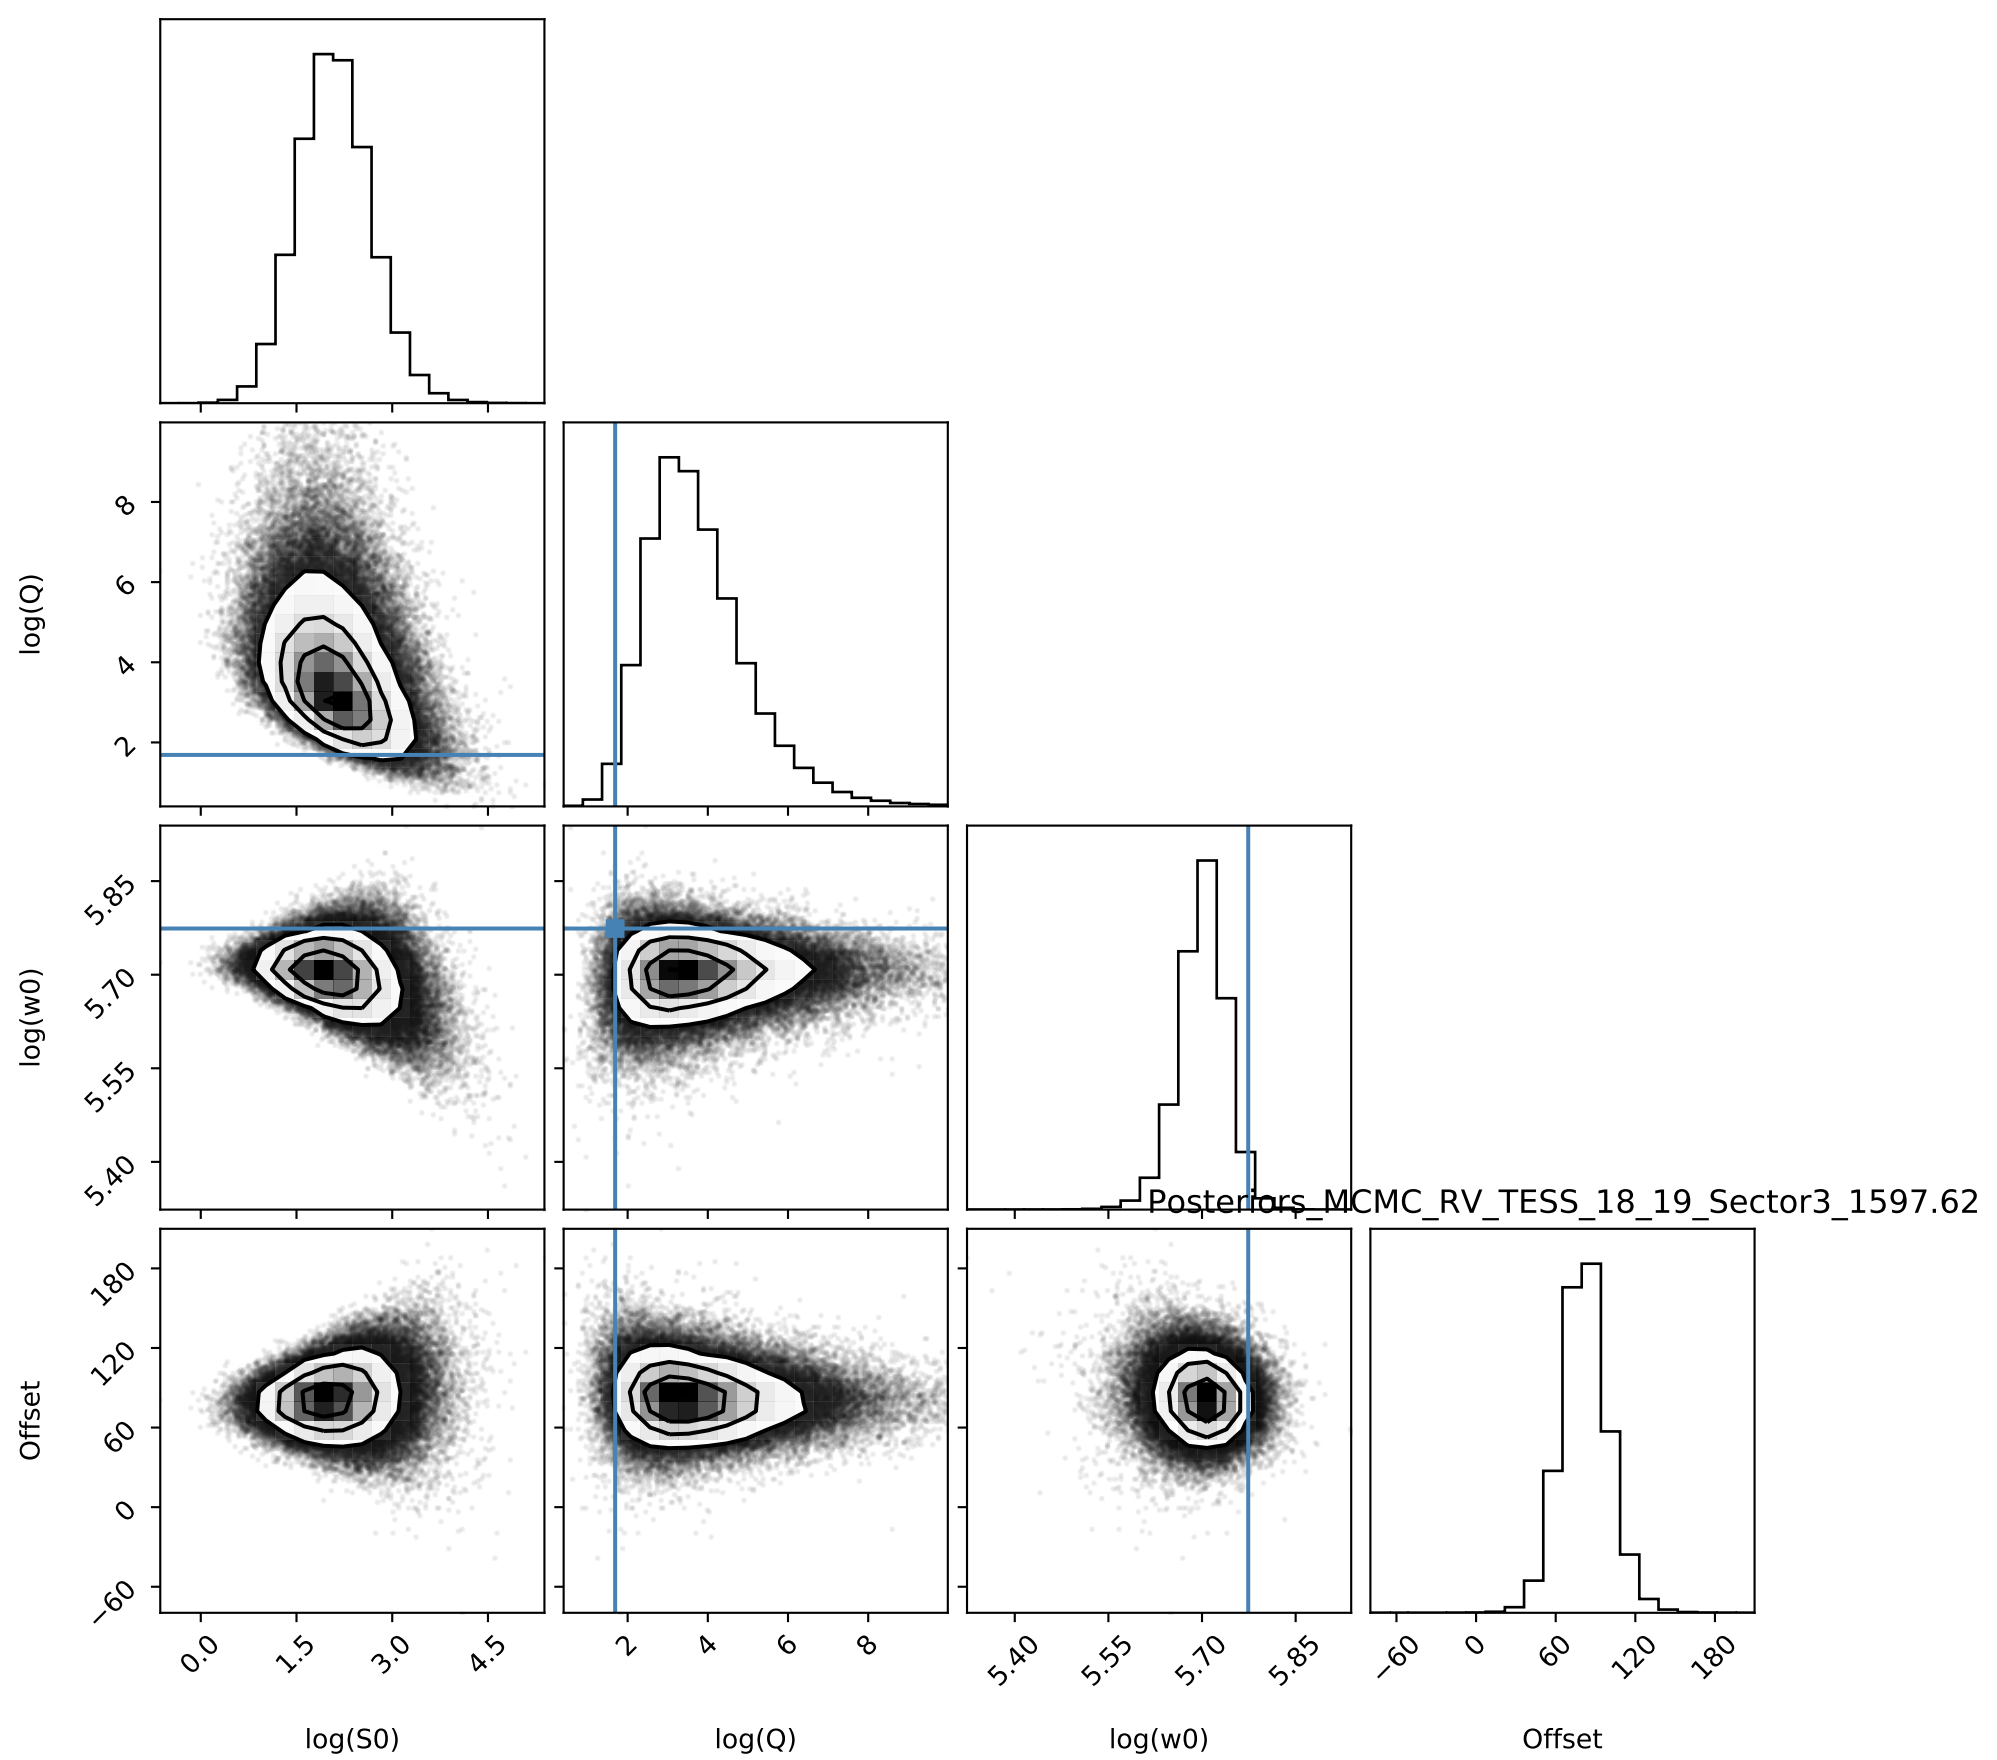 8
6
4
2
log(Q)
5.85
5.70
5.55
5.40
log(w0)
Posteriors_MCMC_RV_TESS_18_19_Sector3_1597.62
180
120
60
0
−60
Offset
0.0 1.5 3.0 4.5 2 4 6 8 5.40 5.55 5.70 5.85 −60 0 60 120 180
log(S0) log(Q) log(w0) Offset